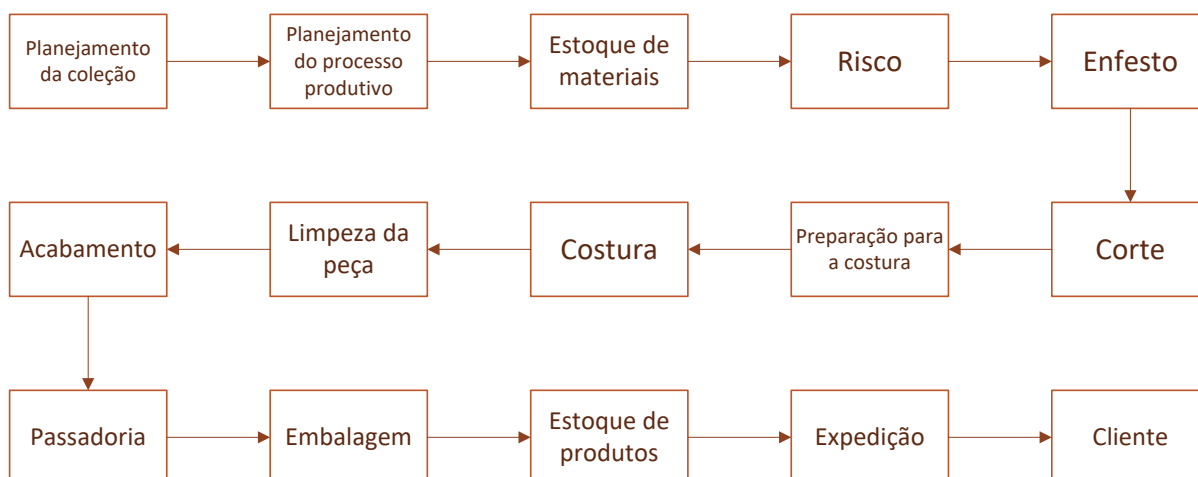 Planejamento
da coleção
Planejamento
do processo
produtivo
Estoque de
materiais
Risco
Enfesto
Corte
Preparação para
a costura
Costura
Limpeza da
peça
Acabamento
Passadoria
Embalagem
Estoque de
produtos
Expedição
Cliente